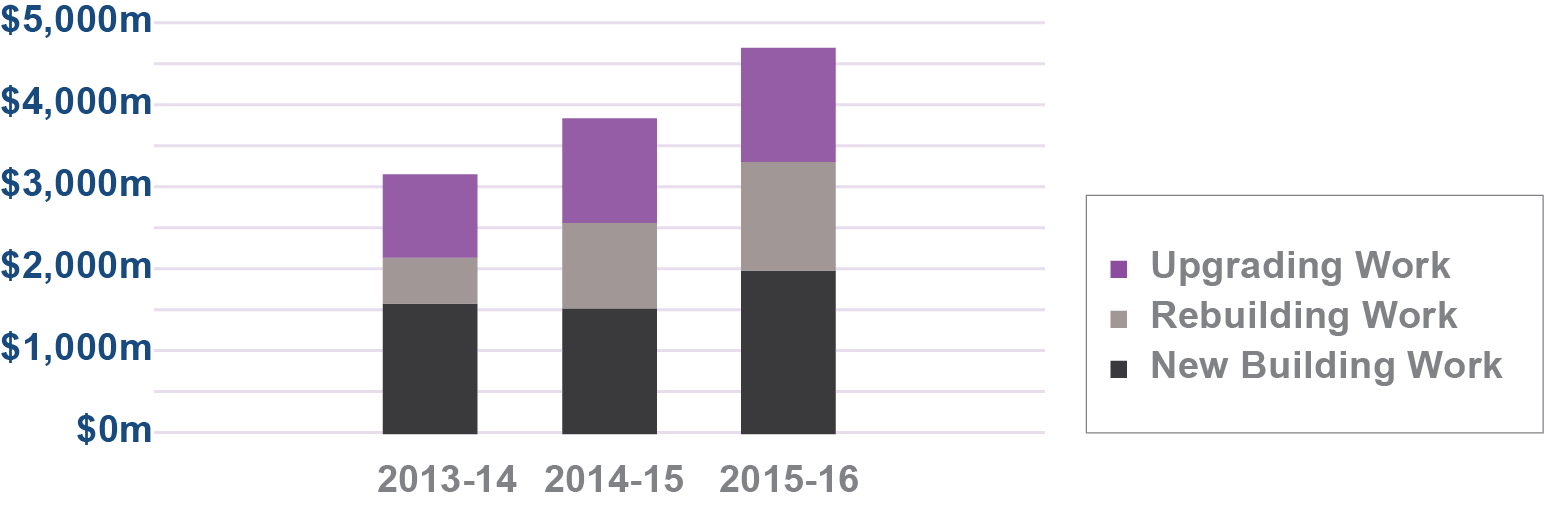 $5,000m
$4,000m
$3,000m
$2,000m
$1,000m
$0m
2013-14 2014-15 2015-16
Upgrading Work
Rebuilding Work
New Building Work